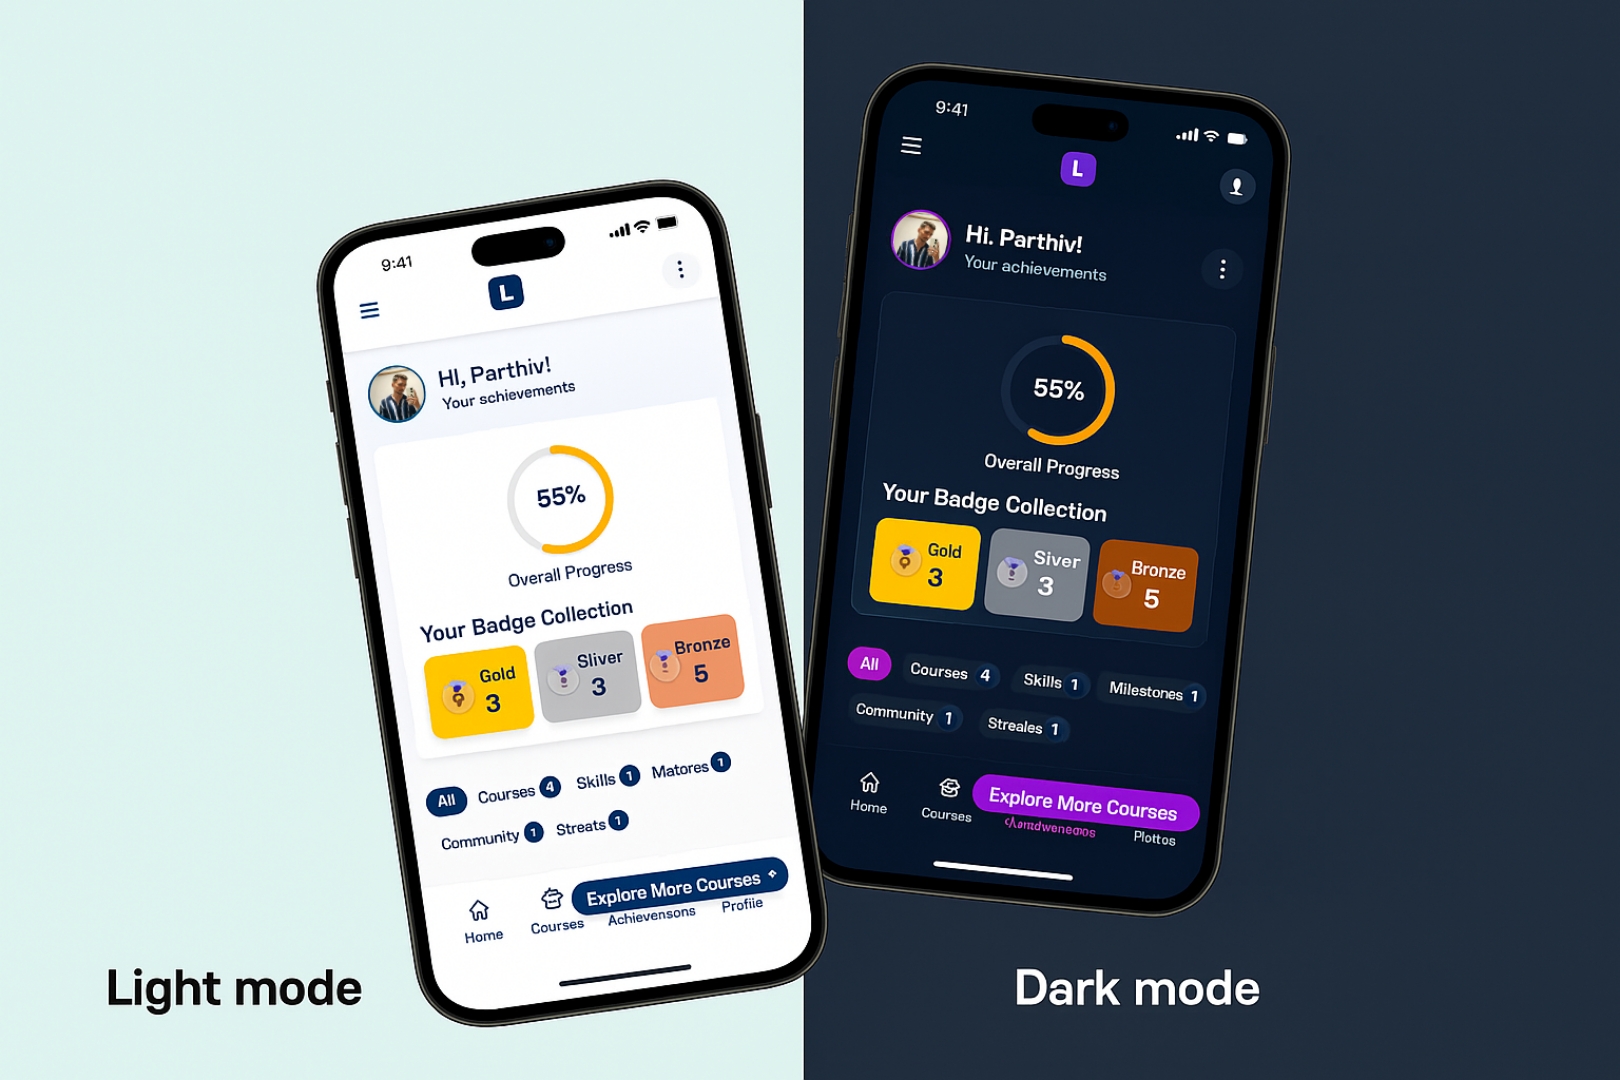 9:41
L
HI, Parthiv!
Your schievements
55%
Overall Progress
Your Badge Collection
Gold
3
Sliver
3
Bronze
5
All Courses 4 Skills 1 Matores 1
Community 1 Streats 1
Explore More Courses
Home Courses Achievensons Profiie
Light mode
9:41
L
Hi. Parthiv!
Your achievements
55%
Overall Progress
Your Badge Collection
Gold
3
Siver
3
Bronze
5
All Courses 4 Skills 1 Milestones 1
Community 1 Streales 1
Explore More Courses
Home Courses Plottos
Dark mode